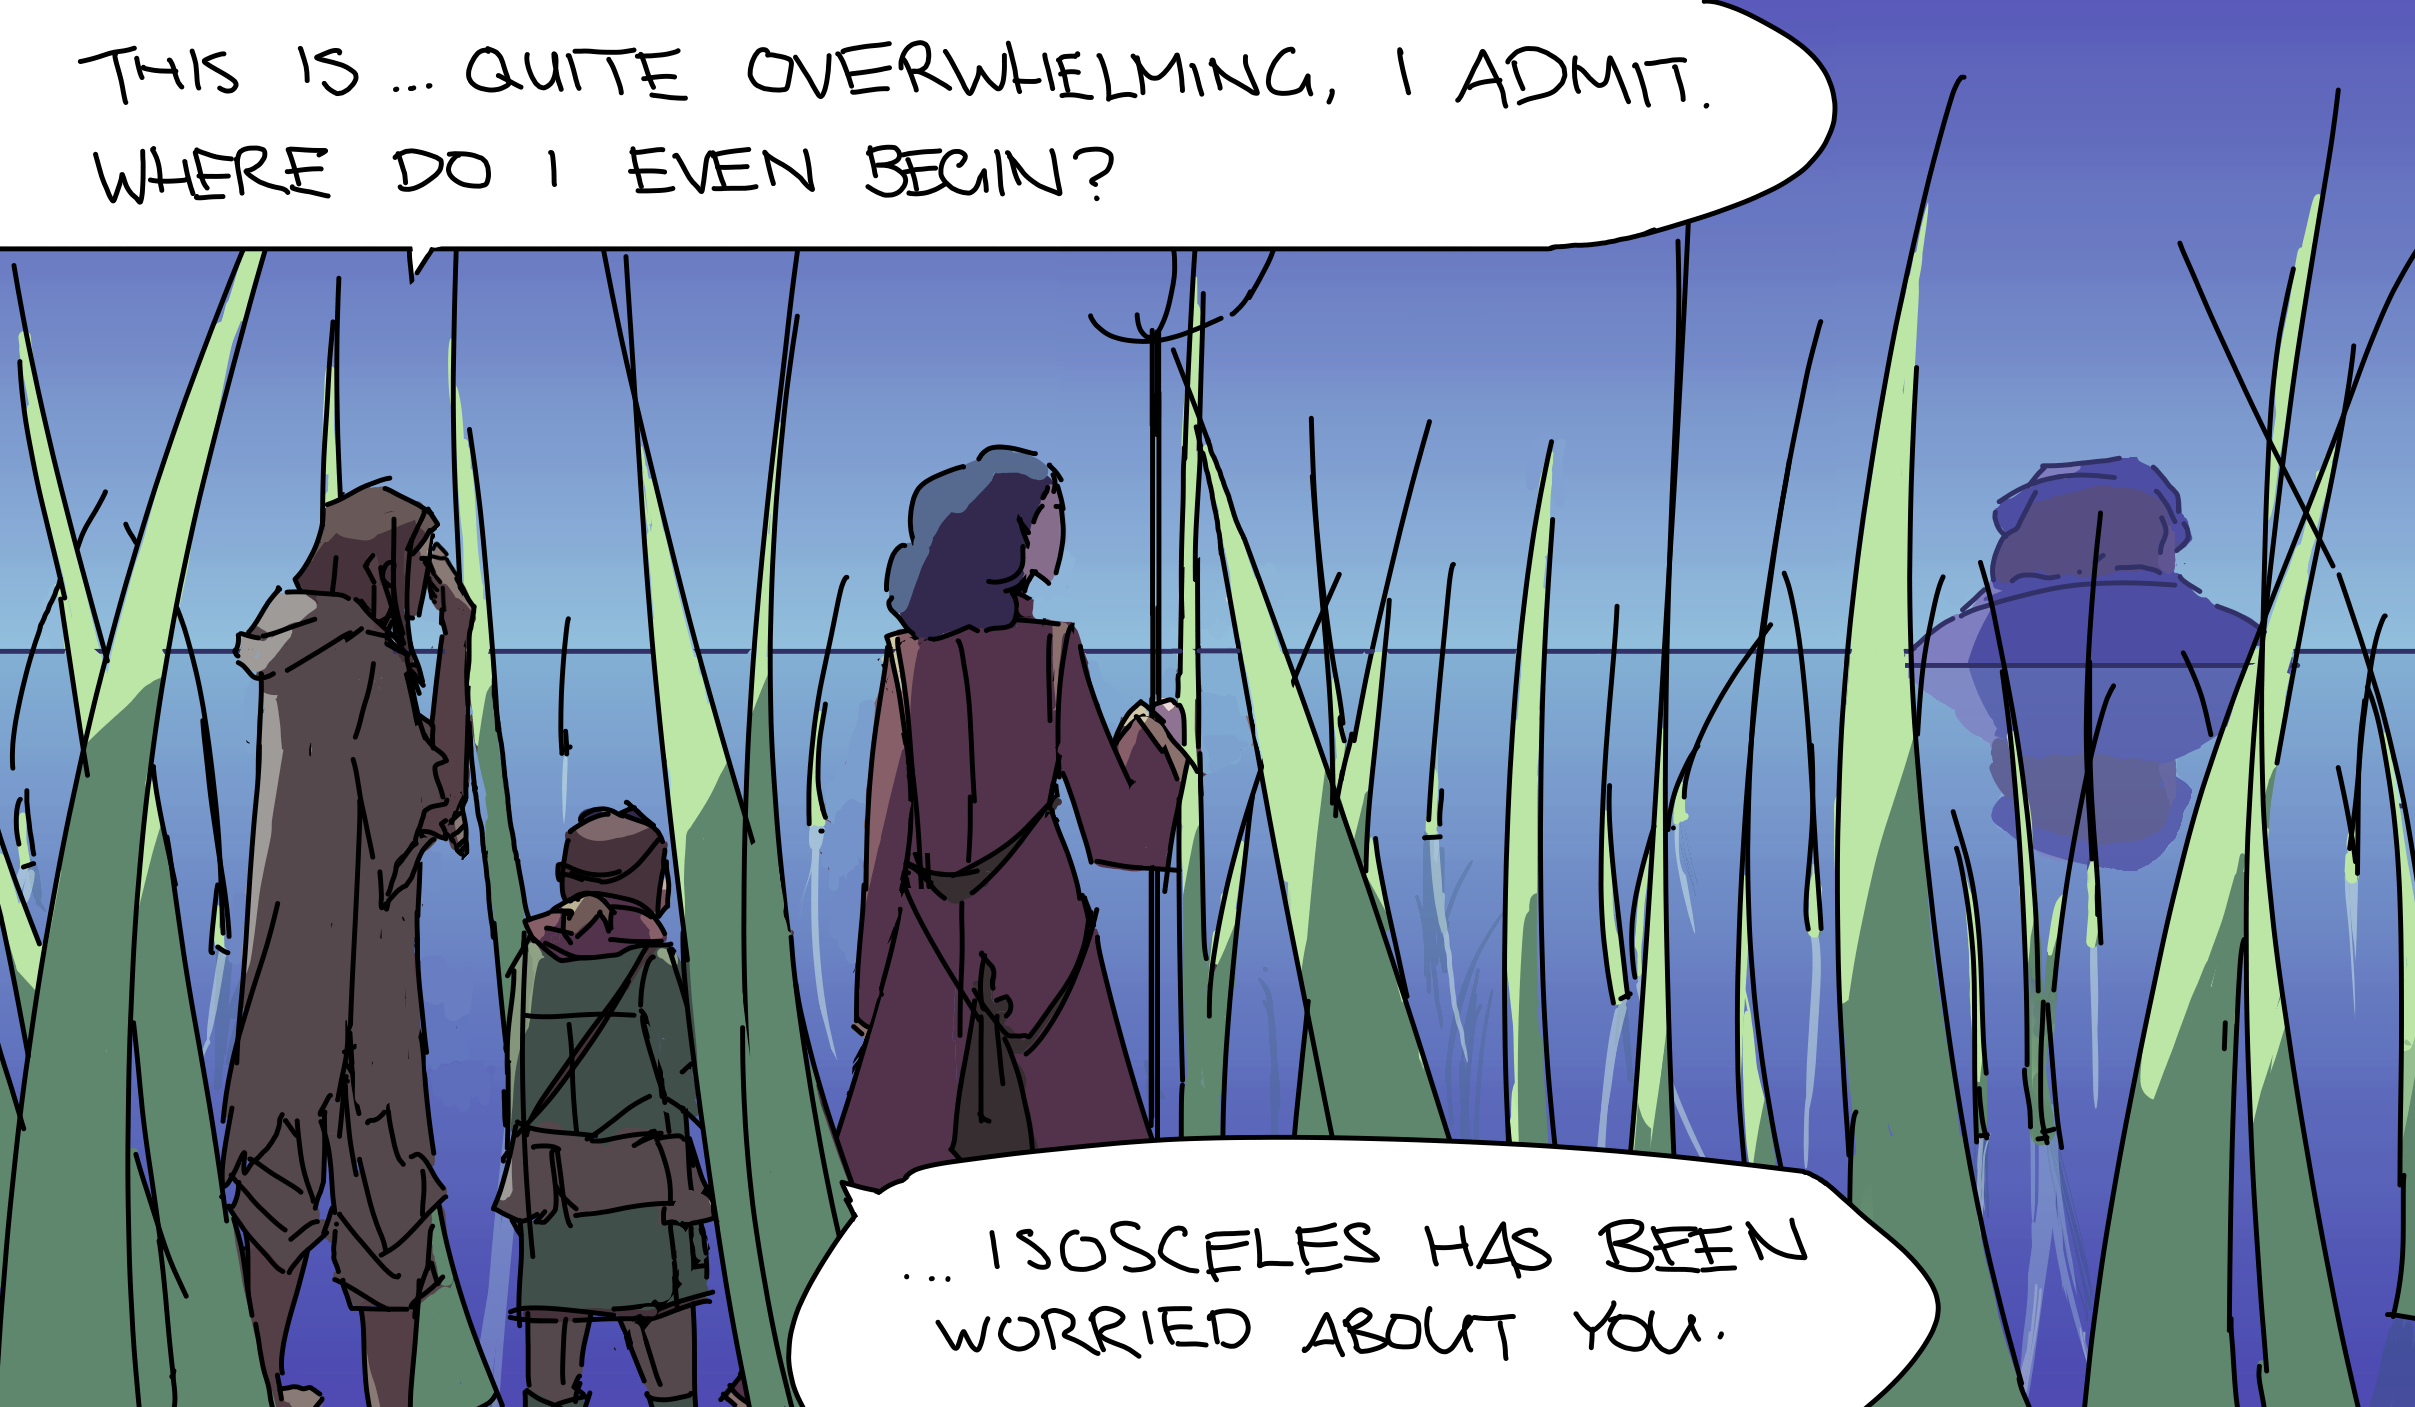 THIS IS ... QUITE OVERWHELMING, I ADMIT.
WHERE DO I EVEN BEGIN?
... ISOSCELES HAS BEEN
WORRIED ABOUT YOU.